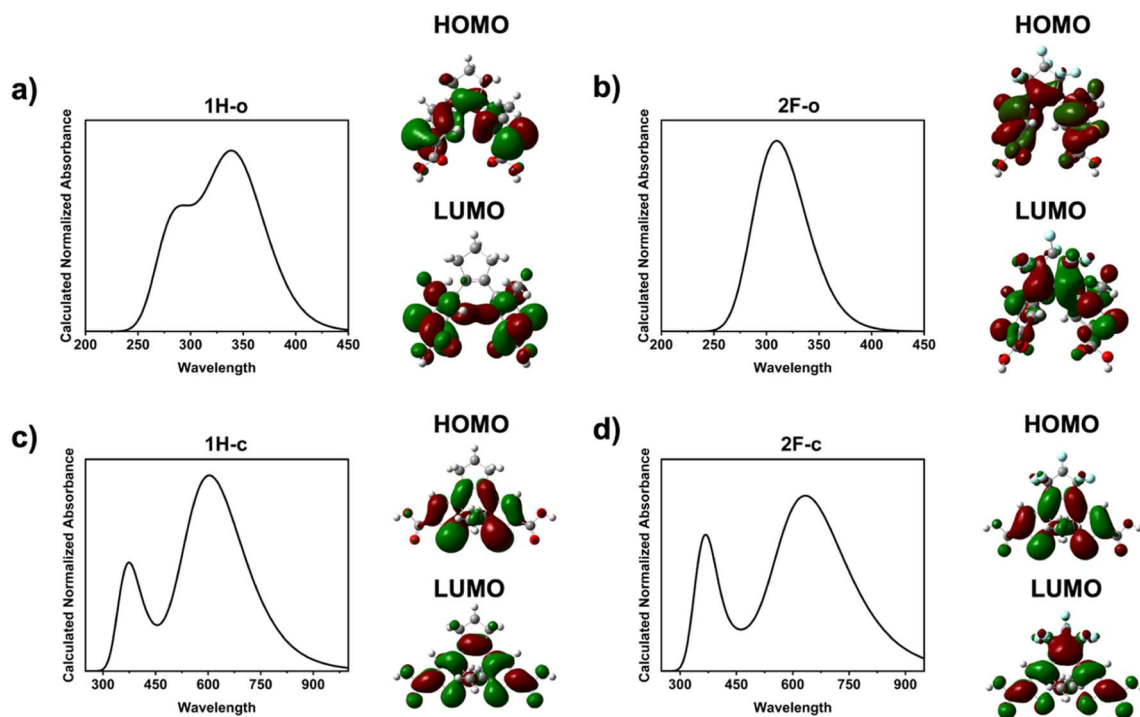 HOMO
a)
1H-o
Calculated Normalized Absorbance
200 250 300 350 400 450
Wavelength
LUMO
HOMO
b)
2F-o
Calculated Normalized Absorbance
200 250 300 350 400 450
Wavelength
LUMO
HOMO
c)
1H-c
Calculated Normalized Absorbance
300 450 600 750 900
Wavelength
LUMO
HOMO
d)
2F-c
Calculated Normalized Absorbance
300 450 600 750 900
Wavelength
LUMO